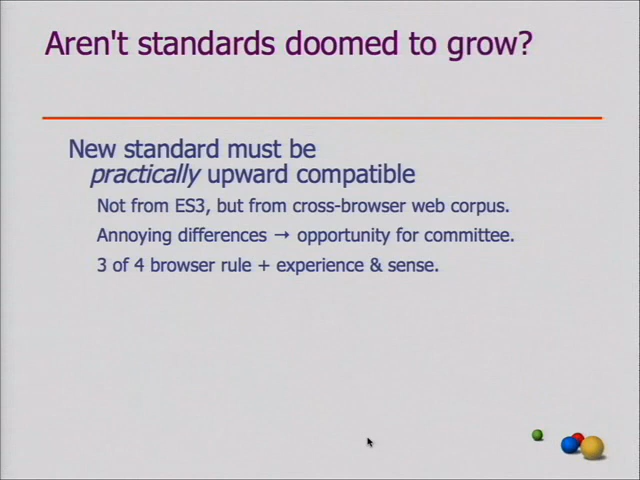 Aren't standards doomed to grow?
New standard must be
practically upward compatible
Not from ES3, but from cross-browser web corpus.
Annoying differences → opportunity for committee.
3 of 4 browser rule + experience & sense.